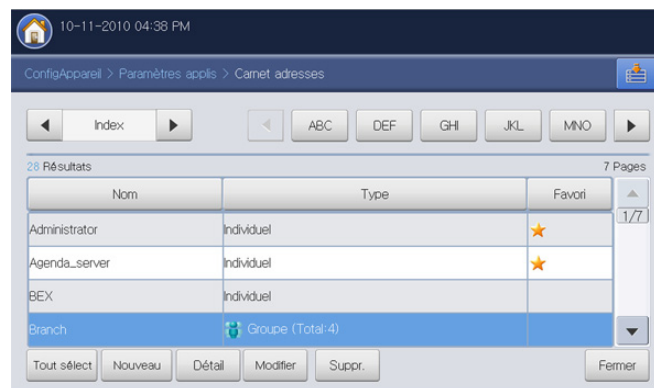 10-11-2010 04:38 PM
ConfigAppareil > Paramètres applis > Carnet adresses
Index ABC DEF GHI JKL MNO
28 Résultats 7 Pages
Nom Type Favori
1/7
Administrator Individuel
Agenda_server Individuel
BEX Individuel
Branch Groupe (Total:4)
Tout sélect Nouveau Détail Modifier Suppr. Fermer